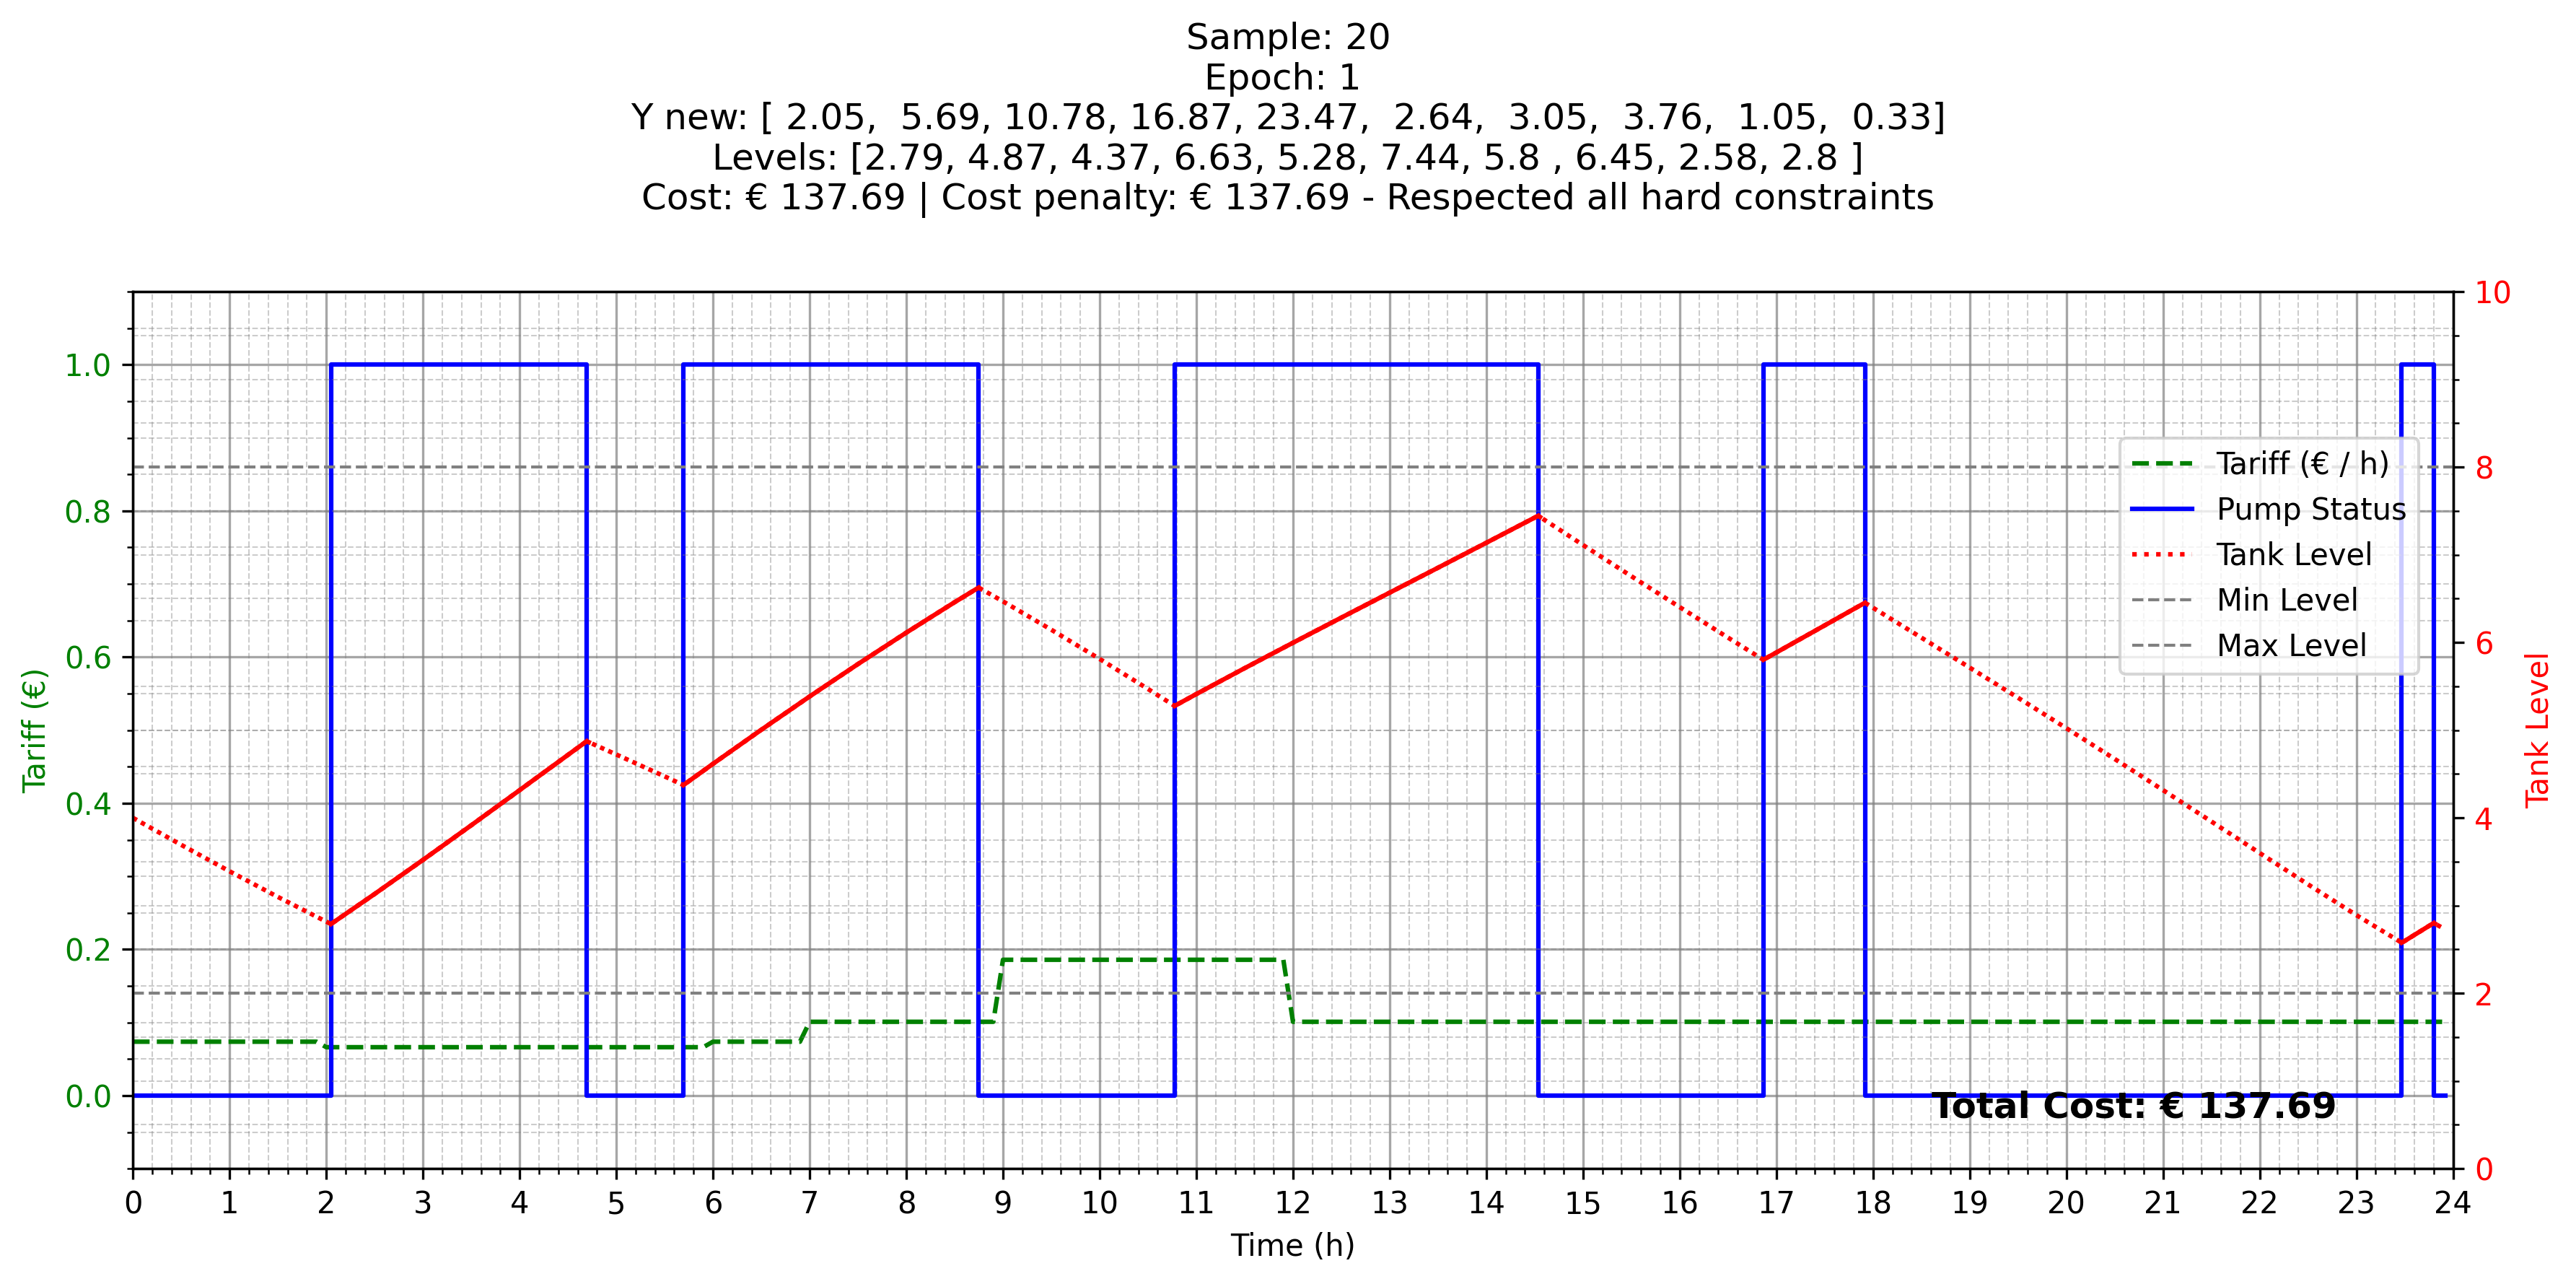 Sample: 20
Epoch: 1
Y new: [ 2.05,  5.69, 10.78, 16.87, 23.47,  2.64,  3.05,  3.76,  1.05,  0.33]
Levels: [2.79, 4.87, 4.37, 6.63, 5.28, 7.44, 5.8 , 6.45, 2.58, 2.8 ]
Cost: € 137.69 | Cost penalty: € 137.69 - Respected all hard constraints
10
1.0
8
0.8
6
0.6
4
0.4
0.2
2
0.0
0
Tariff (€)
Tank Level
Tariff (€ / h)
Pump Status
Tank Level
Min Level
Max Level
Total Cost: € 137.69
0 1 2 3 4 5 6 7 8 9 10 11 12 13 14 15 16 17 18 19 20 21 22 23 24
Time (h)